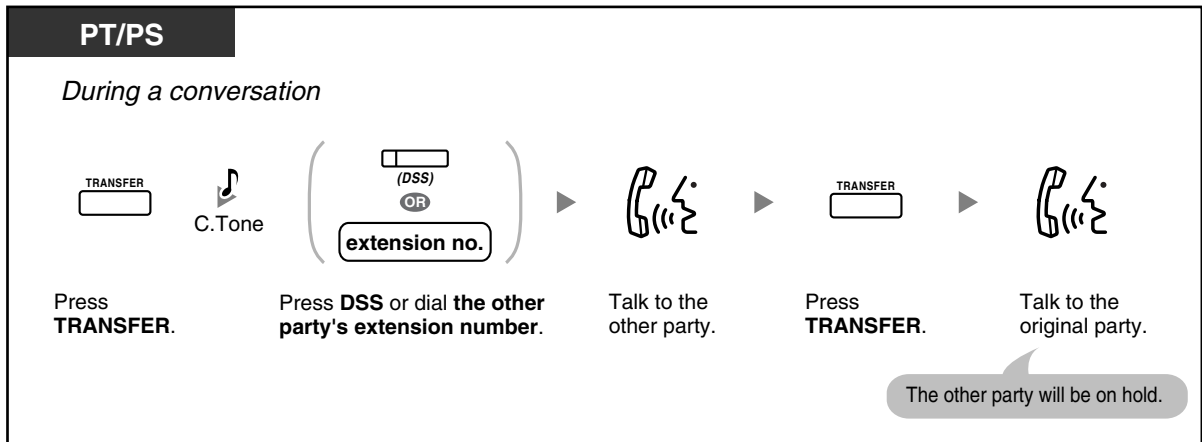 PT/PS
During a conversation
TRANSFER
C.Tone
(DSS)
OR
extension no.
TRANSFER
Press
TRANSFER.
Press DSS or dial the other
party's extension number.
Talk to the
other party.
Press
TRANSFER.
Talk to the
original party.
The other party will be on hold.